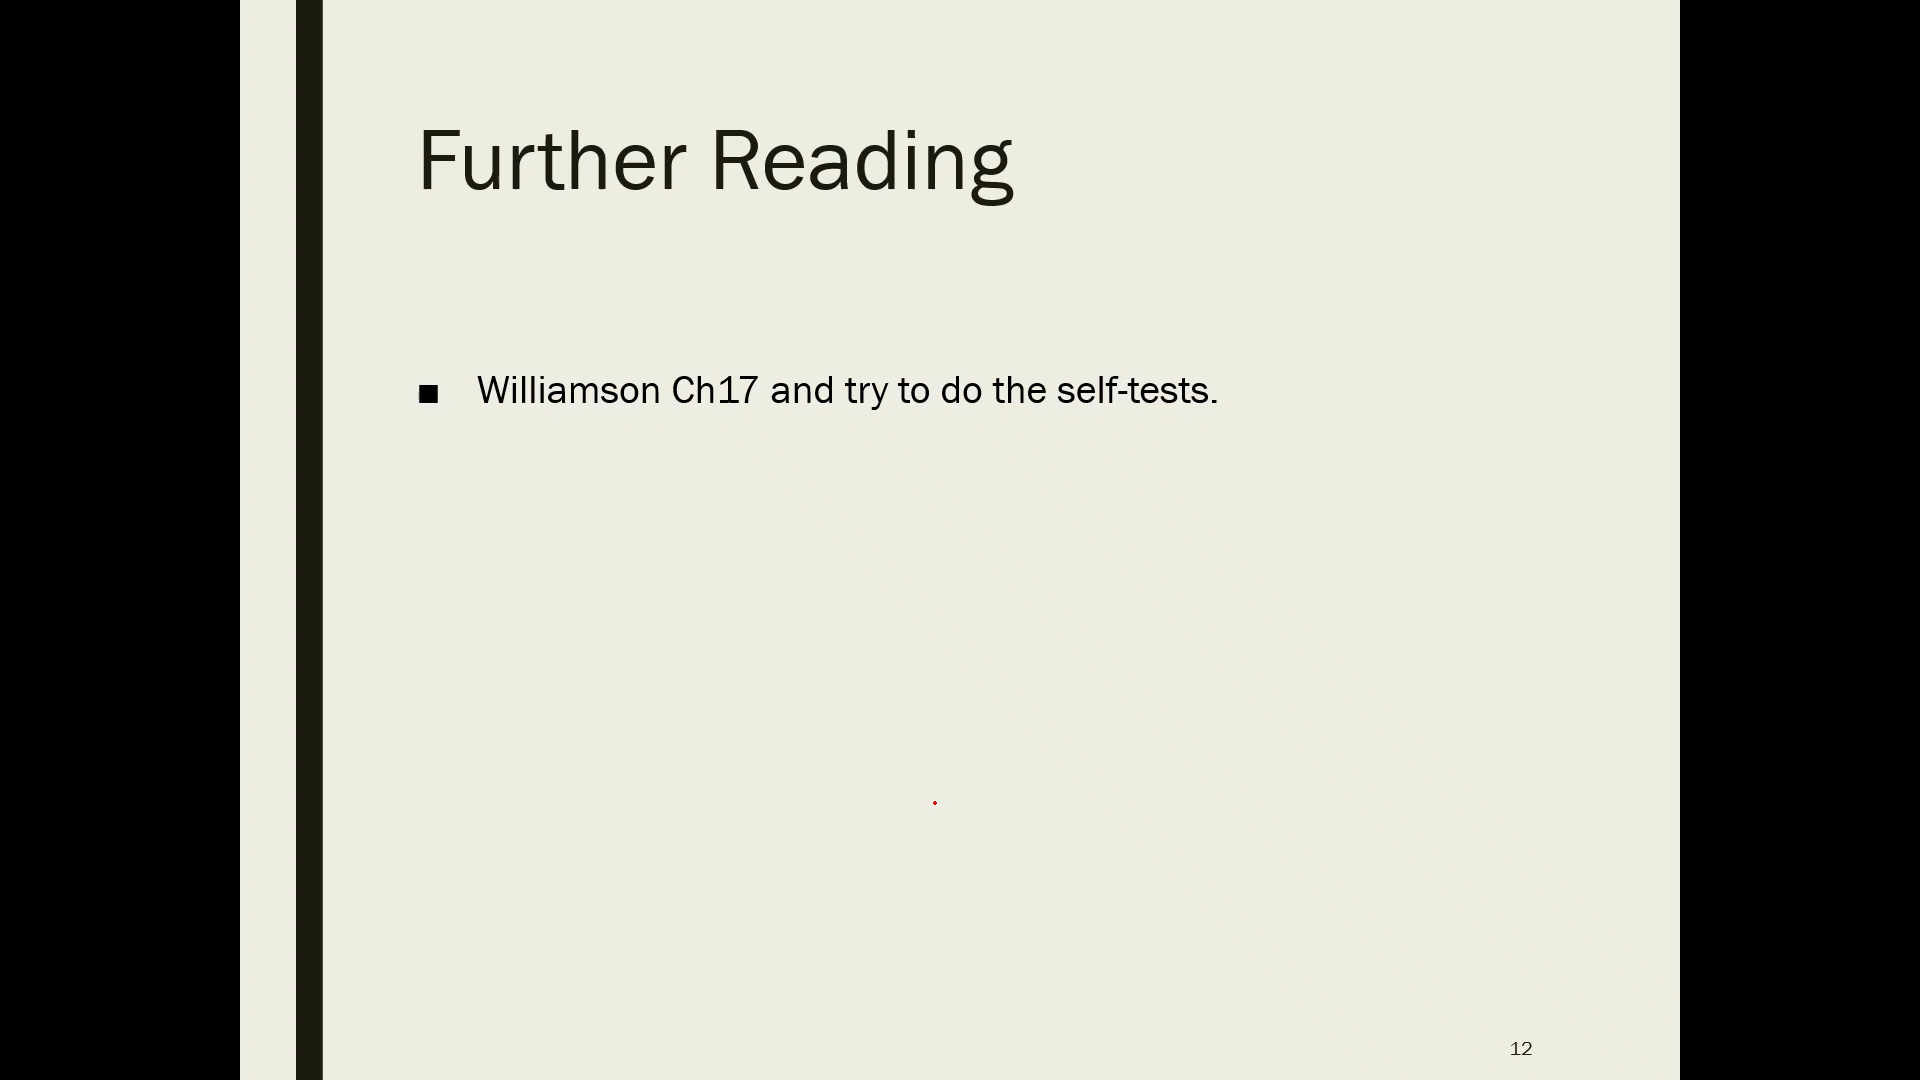 Further Reading
■ Williamson Ch17 and try to do the self-tests.
12